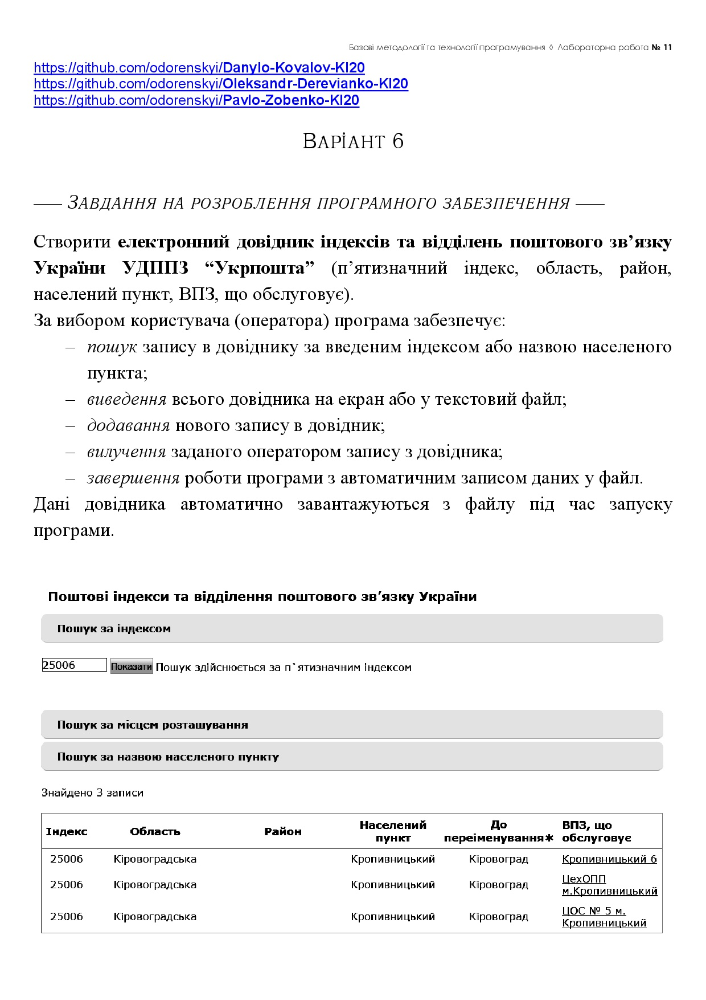 Базові методології та технології програмування ◊ Лабораторна робота № 11
https://github.com/odorenskyi/Danylo-Kovalov-KI20
https://github.com/odorenskyi/Oleksandr-Derevianko-KI20
https://github.com/odorenskyi/Pavlo-Zobenko-KI20
ВАРІАНТ 6
—— ЗАВДАННЯ НА РОЗРОБЛЕННЯ ПРОГРАМНОГО ЗАБЕЗПЕЧЕННЯ ——
Створити електронний довідник індексів та відділень поштового зв’язку
України УДППЗ “Укрпошта” (п’ятизначний індекс, область, район,
населений пункт, ВПЗ, що обслуговує).
За вибором користувача (оператора) програма забезпечує:
– пошук запису в довіднику за введеним індексом або назвою населеного
пункта;
– виведення всього довідника на екран або у текстовий файл;
– додавання нового запису в довідник;
– вилучення заданого оператором запису з довідника;
– завершення роботи програми з автоматичним записом даних у файл.
Дані довідника автоматично завантажуються з файлу під час запуску
програми.
Поштові індекси та відділення поштового зв’язку України
Пошук за індексом
25006 Показати Пошук здійснюється за п`ятизначним індексом
Пошук за місцем розташування
Пошук за назвою населеного пункту
Знайдено 3 записи
Індекс Область Район Населений пункт До переіменування* ВПЗ, що обслуговує
25006 Кіровоградська Кропивницький Кіровоград Кропивницький 6
25006 Кіровоградська Кропивницький Кіровоград ЦехОПП м.Кропивницький
25006 Кіровоградська Кропивницький Кіровоград ЦОС № 5 м. Кропивницький